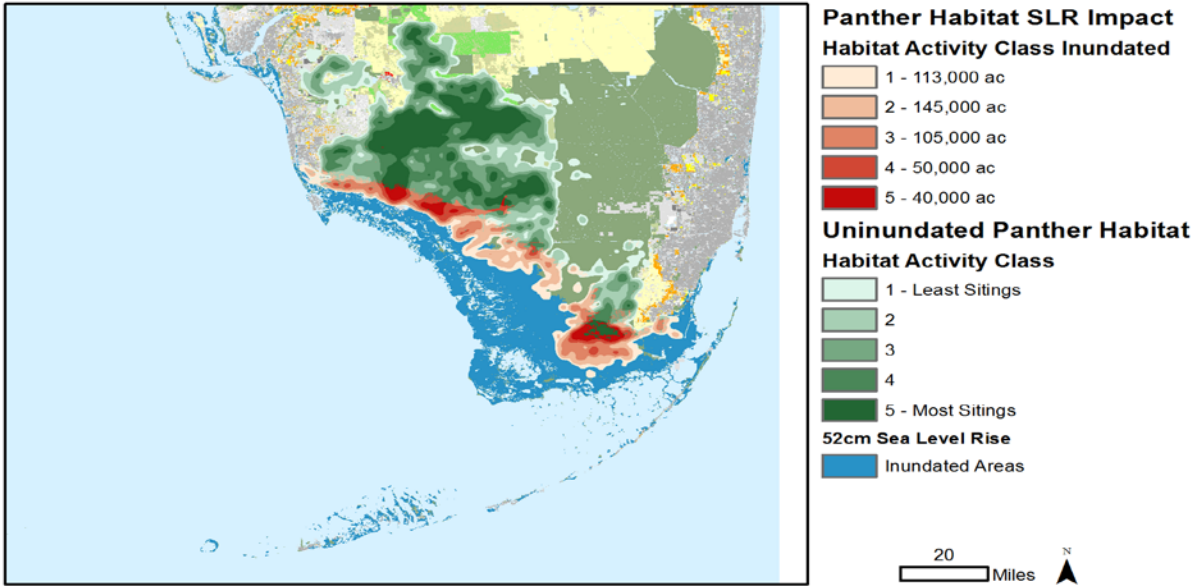 Panther Habitat SLR Impact
Habitat Activity Class Inundated
1 - 113,000 ac
2 - 145,000 ac
3 - 105,000 ac
4 - 50,000 ac
5 - 40,000 ac
Uninundated Panther Habitat
Habitat Activity Class
1 - Least Sitings
2
3
4
5 - Most Sitings
52cm Sea Level Rise
Inundated Areas
20
Miles
N